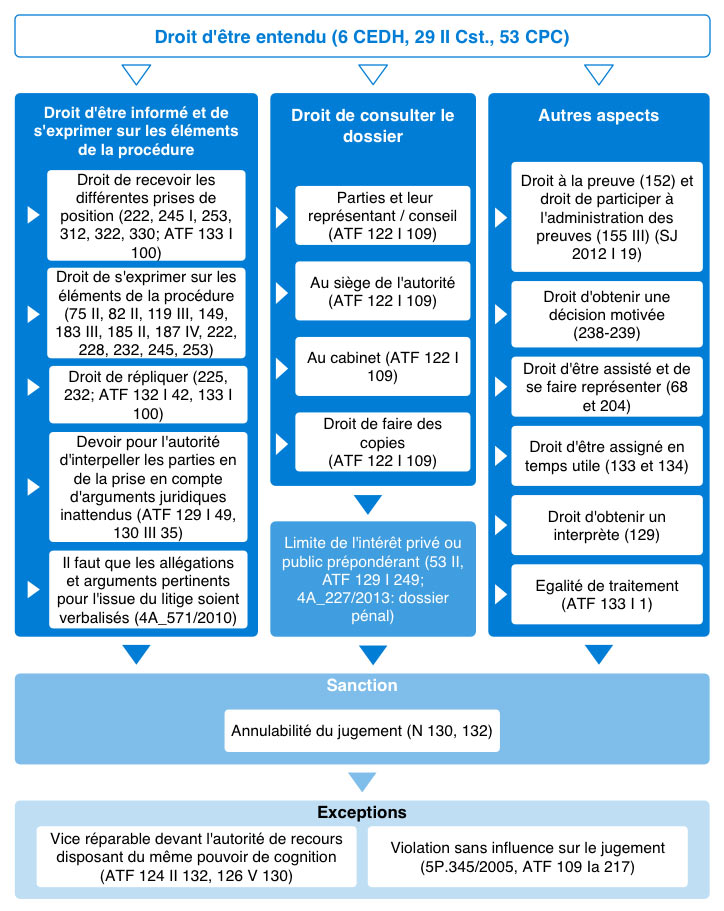 Droit d'être entendu (6 CEDH, 29 II Cst., 53 CPC)
Droit d'être informé et de
s'exprimer sur les éléments
de la procédure
Droit de recevoir les
différentes prises de
position (222, 245 I, 253,
312, 322, 330; ATF 133 I
100)
Droit de s'exprimer sur les
éléments de la procédure
(75 II, 82 II, 119 III, 149,
183 III, 185 II, 187 IV, 222,
228, 232, 245, 253)
Droit de répliquer (225,
232; ATF 132 I 42, 133 I
100)
Devoir pour l'autorité
d'interpeller les parties en
de la prise en compte
d'arguments juridiques
inattendus (ATF 129 I 49,
130 III 35)
Il faut que les allégations
et arguments pertinents
pour l'issue du litige soient
verbalisés (4A_571/2010)
Droit de consulter le
dossier
Parties et leur
représentant / conseil
(ATF 122 I 109)
Au siège de l'autorité
(ATF 122 I 109)
Au cabinet (ATF 122 I
109)
Droit de faire des
copies
(ATF 122 I 109)
Limite de l'intérêt privé ou
public prépondérant (53 II,
ATF 129 I 249;
4A_227/2013: dossier
pénal)
Autres aspects
Droit à la preuve (152) et
droit de participer à
l'administration des
preuves (155 III) (SJ
2012 I 19)
Droit d'obtenir une
décision motivée
(238-239)
Droit d'être assisté et de
se faire représenter (68
et 204)
Droit d'être assigné en
temps utile (133 et 134)
Droit d'obtenir un
interprète (129)
Egalité de traitement
(ATF 133 I 1)
Sanction
Annulabilité du jugement (N 130, 132)
Exceptions
Vice réparable devant l'autorité de recours
disposant du même pouvoir de cognition
(ATF 124 II 132, 126 V 130)
Violation sans influence sur le jugement
(5P.345/2005, ATF 109 Ia 217)